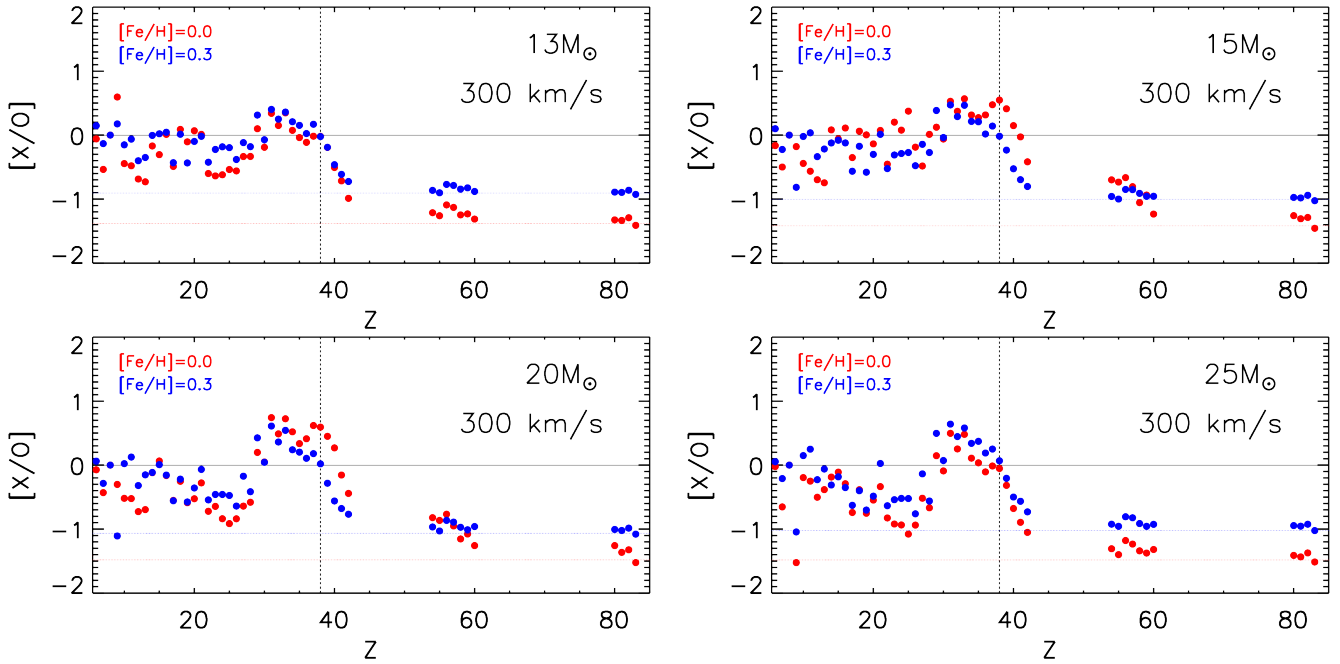 [Fe/H]=0.0
[Fe/H]=0.3
13M⊙
300 km/s
2
1
0
−1
−2
[X/O]
20 40 60 80
Z
[Fe/H]=0.0
[Fe/H]=0.3
15M⊙
300 km/s
2
1
0
−1
−2
[X/O]
20 40 60 80
Z
[Fe/H]=0.0
[Fe/H]=0.3
20M⊙
300 km/s
2
1
0
−1
−2
[X/O]
20 40 60 80
Z
[Fe/H]=0.0
[Fe/H]=0.3
25M⊙
300 km/s
2
1
0
−1
−2
[X/O]
20 40 60 80
Z